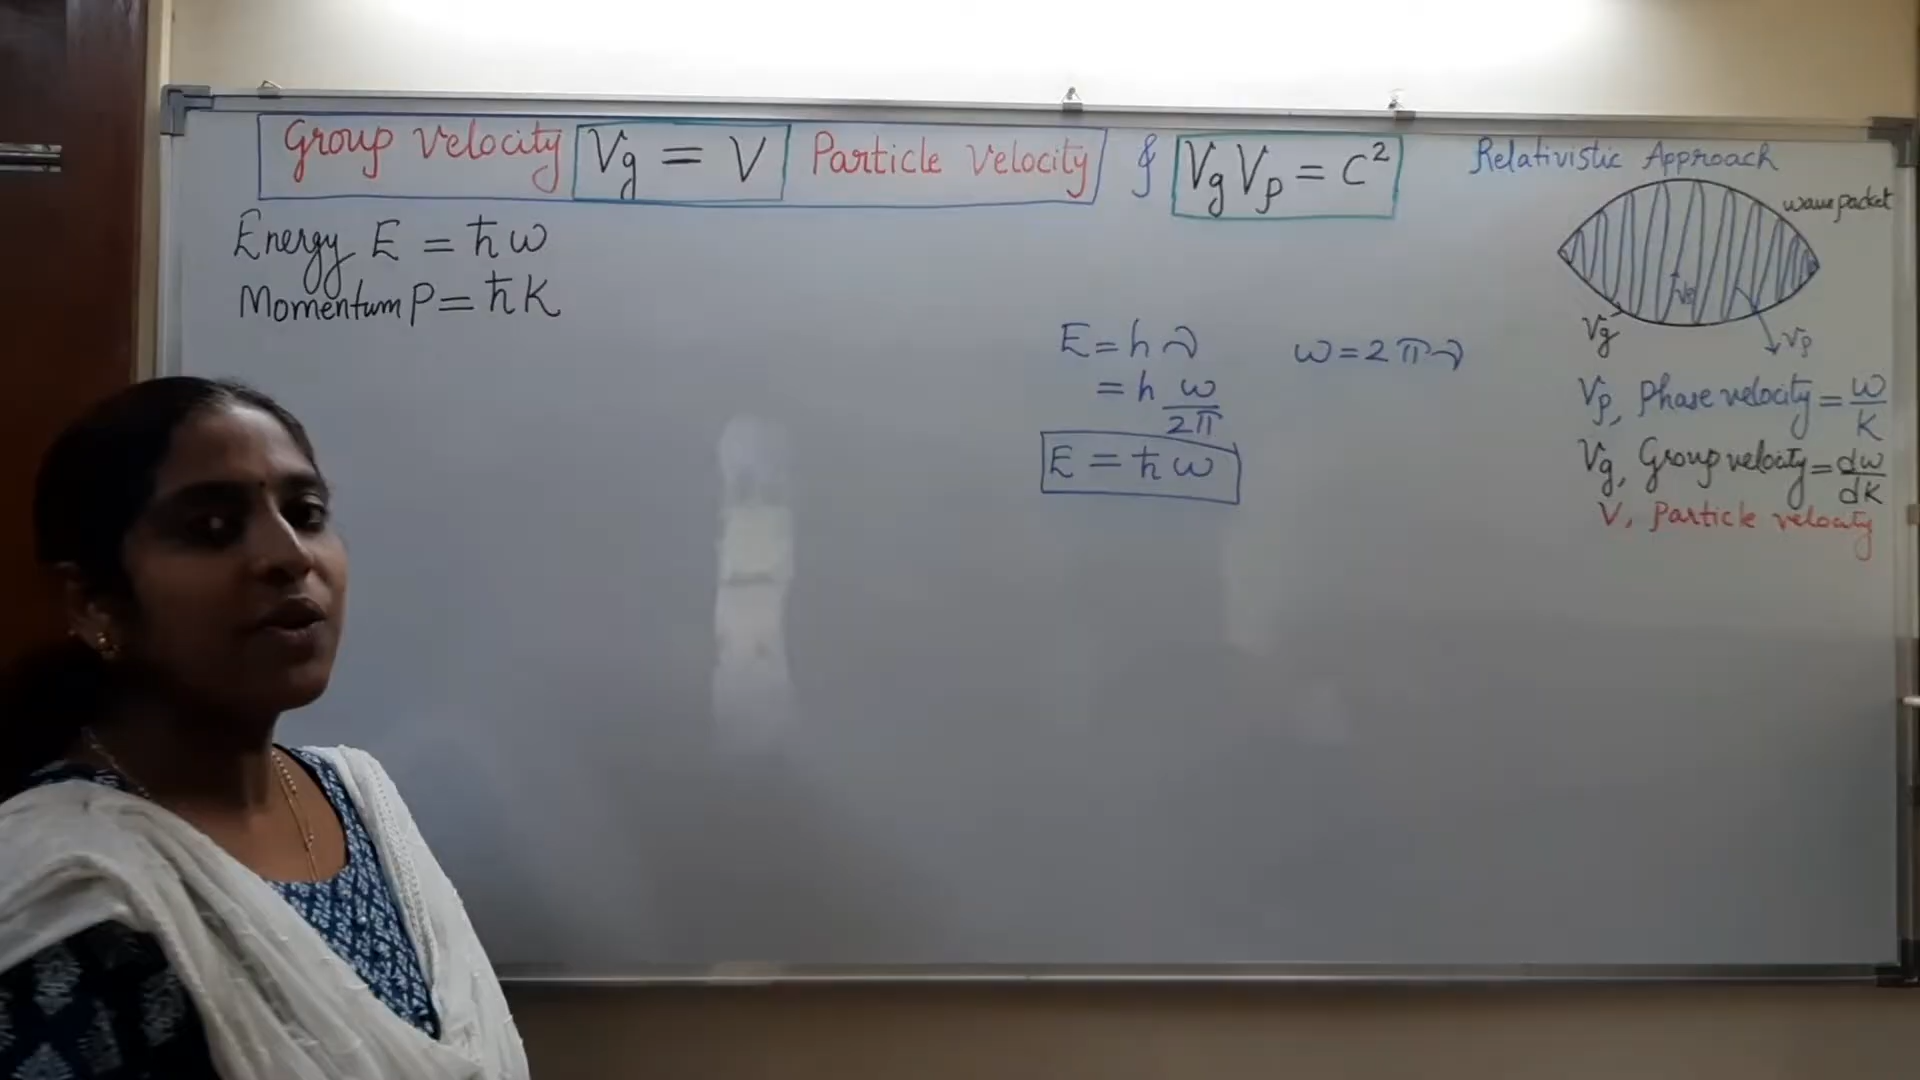 Group Velocity Vg = V Particle Velocity & VgVp = C²
Relativistic Approach
wave packet
Energy E = ħω
Momentum P = ħK
Vg
Vp
E = hν
ω = 2πν
= h ω/2π
E = ħω
Vp, Phase velocity = ω/K
Vg, Group velocity = dω/dK
V, Particle velocity